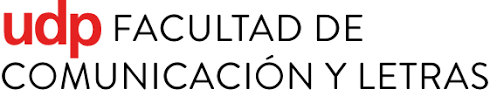 udp FACULTAD DE
COMUNICACIÓN Y LETRAS